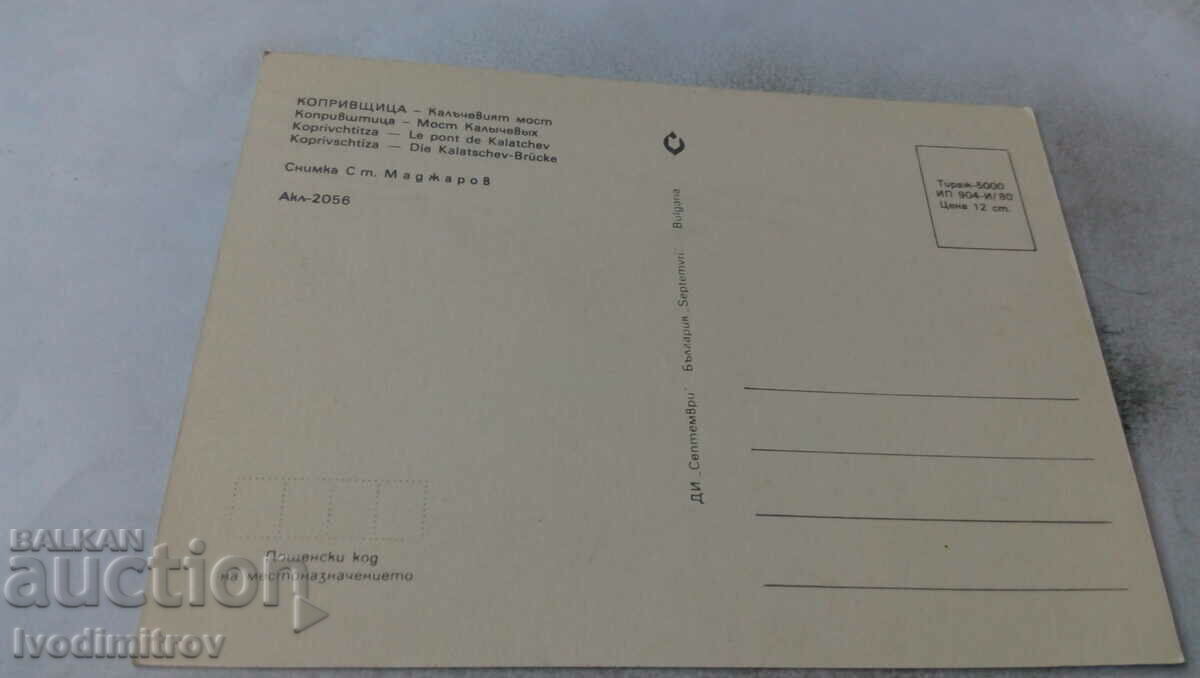 КОПРИВЩИЦА – Калъчевият мост
Копривштица – Мост Калычевых
Koprivchtitza — Le pont de Kalatchev
Koprivschtiza — Die Kalatschev-Brücke
Снимка Ст. Маджаров
Акл-2056
Тираж-5000
ИП 904-И/80
Цена 12 ст.
ДИ „Септември" България „Septemvri" Bulgaria
Пощенски код
на местоназначението
BALKAN
auction
Ivodimitrov